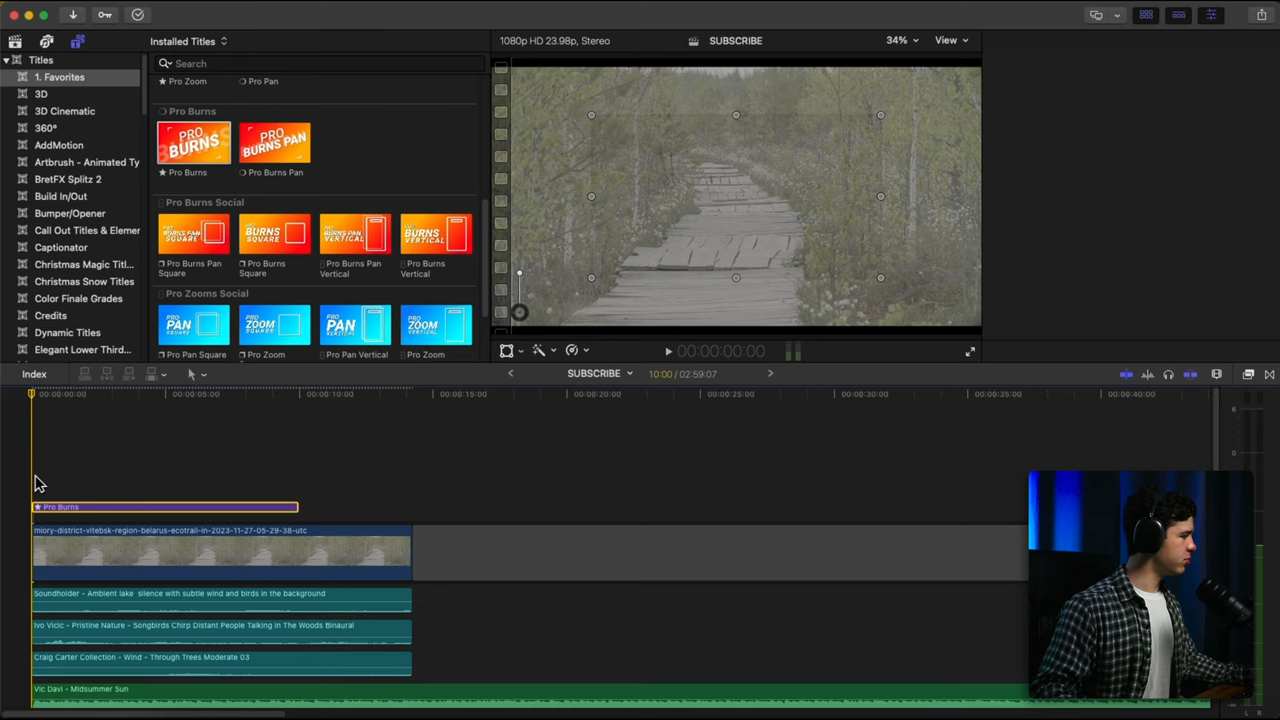 Installed Titles
1080p HD 23.98p, Stereo
SUBSCRIBE
34%
View
Titles
1. Favorites
3D
3D Cinematic
360°
AddMotion
Artbrush - Animated Ty
BretFX Splitz 2
Build In/Out
Bumper/Opener
Call Out Titles & Elemer
Captionator
Christmas Magic Titl...
Christmas Snow Titles
Color Finale Grades
Credits
Dynamic Titles
Elegant Lower Third...
Search
Pro Zoom
Pro Pan
Pro Burns
PRO
BURNS
PRO
BURNS PAN
Pro Burns
Pro Burns Pan
Pro Burns Social
Pro Burns Pan
Square
Pro Burns
Square
Pro Burns Pan
Vertical
Pro Burns
Vertical
Pro Zooms Social
PRO
PAN
SQUARE
PRO
ZOOM
SQUARE
PRO
PAN
VERTICAL
PRO
ZOOM
VERTICAL
Pro Pan Square
Pro Zoom
Pro Pan Vertical
Pro Zoom
00:00:00:00
Index
SUBSCRIBE
10:00 / 02:59:07
00:00:00:00
00:00:05:00
00:00:10:00
00:00:15:00
00:00:20:00
00:00:25:00
00:00:30:00
00:00:35:00
00:00:40:00
6
0
Pro Burns
miory-district-vitebsk-region-belarus-ecotrail-in-2023-11-27-05-29-38-utc
Soundholder - Ambient lake silence with subtle wind and birds in the background
Ivo Vicic - Pristine Nature - Songbirds Chirp Distant People Talking In The Woods Binaural
Craig Carter Collection - Wind - Through Trees Moderate 03
Vic Davi - Midsummer Sun
L R